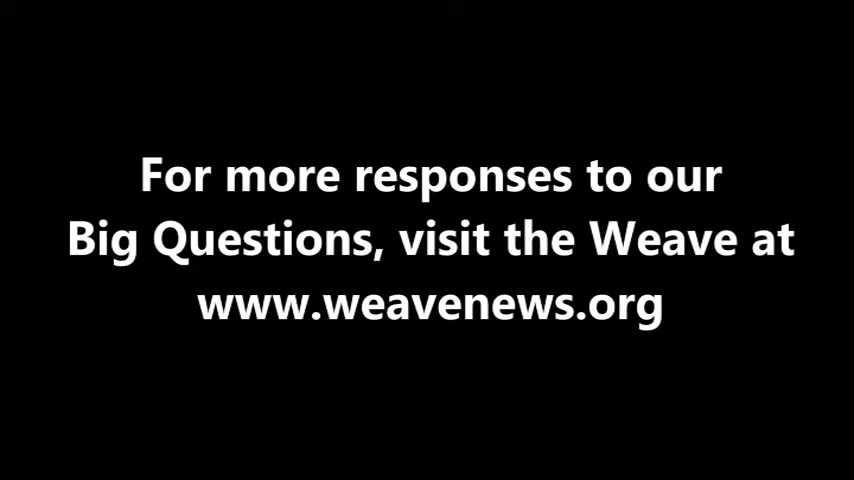 For more responses to our
Big Questions, visit the Weave at
www.weavenews.org